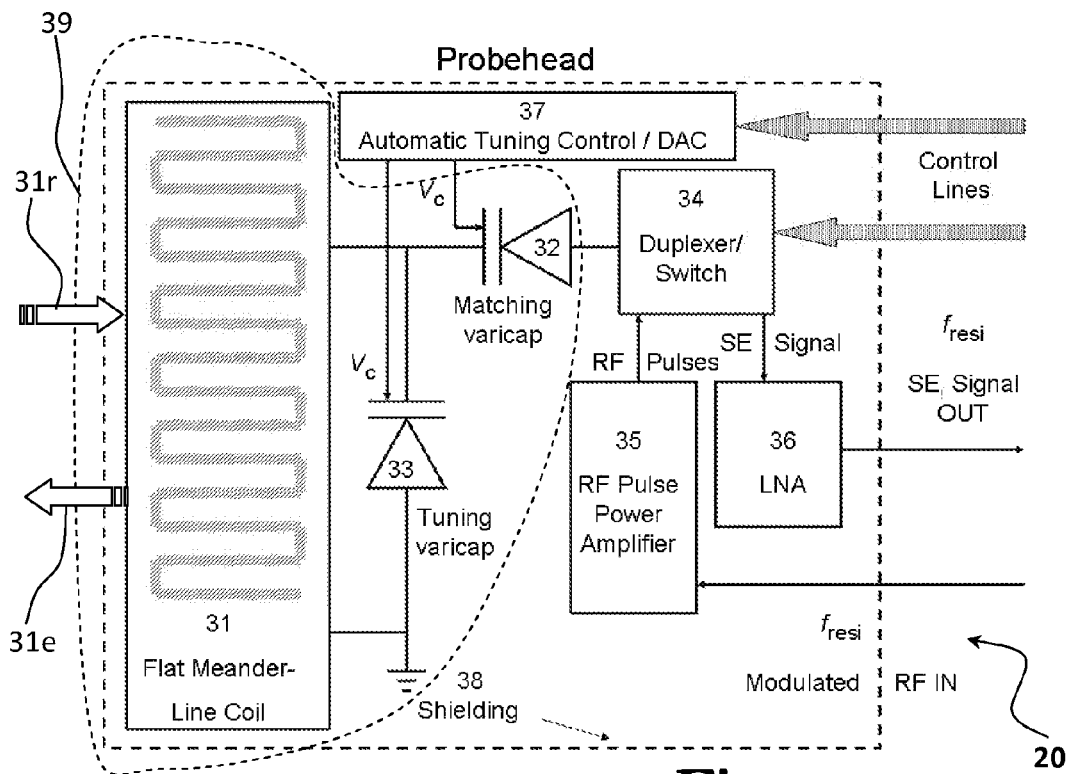 39
Probehead
37
Automatic Tuning Control / DAC
Control
Lines
31r
Vc
Vc
34
Duplexer/
Switch
32
Matching
varicap
RF Pulses
SE Signal
fresi
SE Signal
OUT
35
RF Pulse
Power
Amplifier
36
LNA
33
Tuning
varicap
31e
31
Flat Meander-
Line Coil
38
Shielding
fresi
Modulated RF IN
20